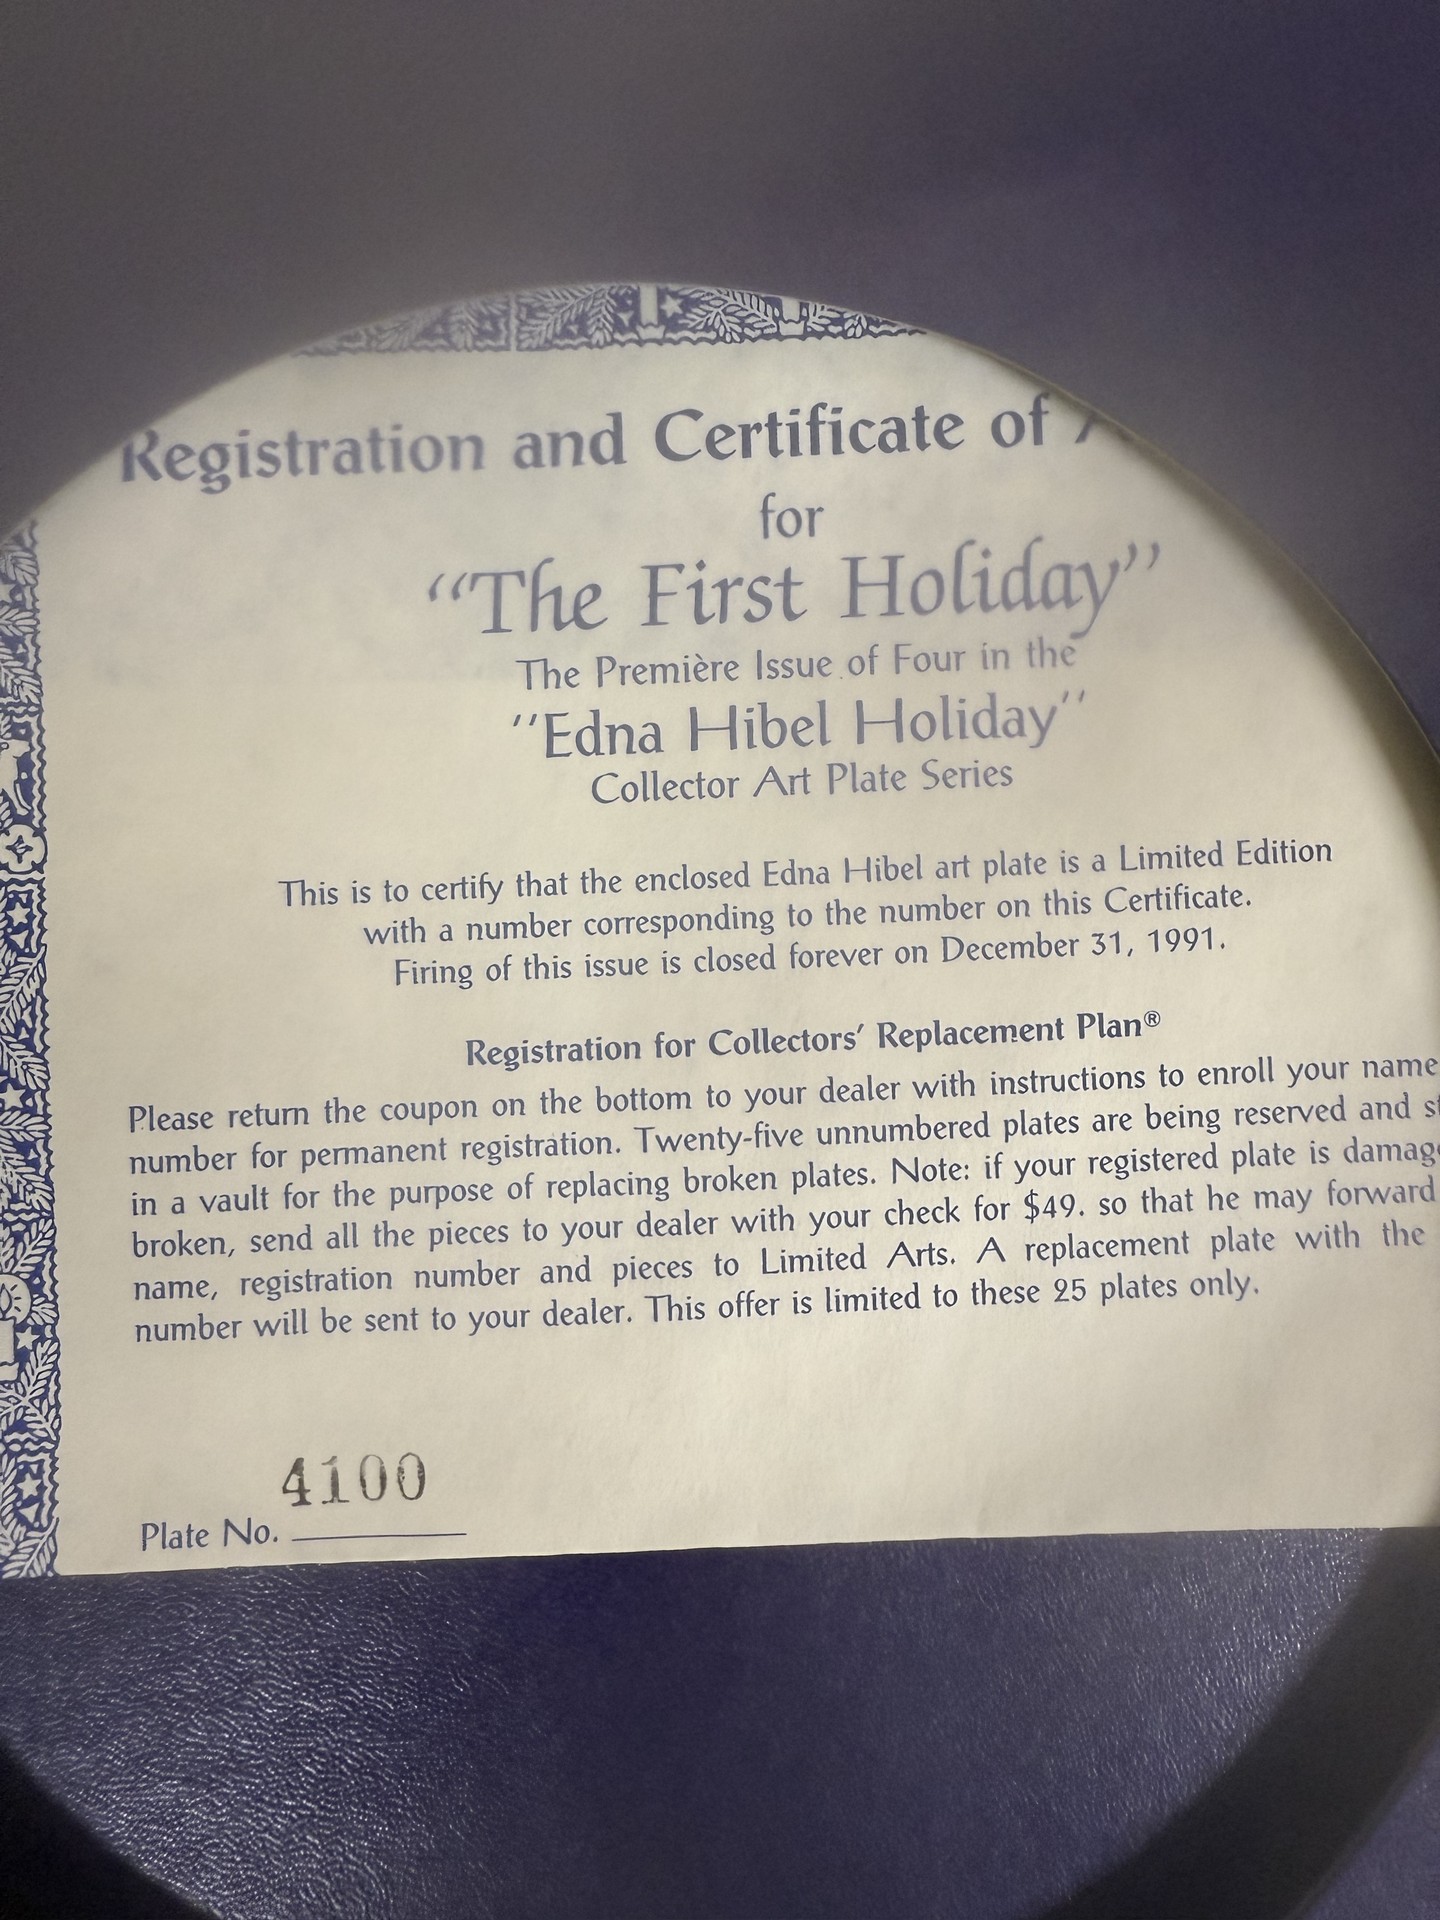 Registration and Certificate of
for
“The First Holiday”
The Première Issue of Four in the
"Edna Hibel Holiday"
Collector Art Plate Series
This is to certify that the enclosed Edna Hibel art plate is a Limited Edition
with a number corresponding to the number on this Certificate.
Firing of this issue is closed forever on December 31, 1991.
Registration for Collectors' Replacement Plan®
Please return the coupon on the bottom to your dealer with instructions to enroll your name
number for permanent registration. Twenty-five unnumbered plates are being reserved and
in a vault for the purpose of replacing broken plates. Note: if your registered plate is
broken, send all the pieces to your dealer with your check for $49. so that he may forward
name, registration number and pieces to Limited Arts. A replacement plate with the
number will be sent to your dealer. This offer is limited to these 25 plates only.
4100
Plate No.